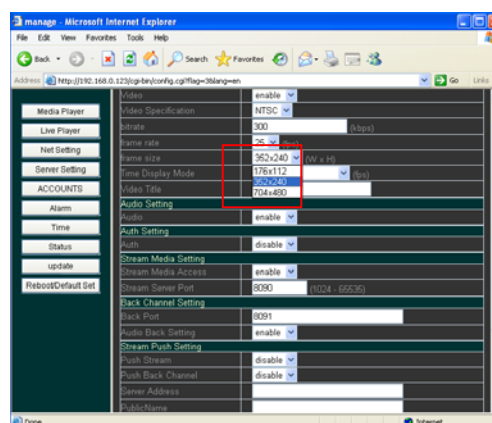 manage - Microsoft Internet Explorer
File Edit View Favorites Tools Help
Back Search Favorites
Address http://192.168.0.123/cgi-bin/config.cgi?flag=3&lang=en Go Links
Media Player
Live Player
Net Setting
Server Setting
ACCOUNTS
Alarm
Time
Status
update
Reboot/Default Set
Video enable
Video Specification NTSC
bitrate 300 (kbps)
frame rate 25 (fps)
frame size 352x240 (W x H)
176x112
352x240
704x480
Time Display Mode (fps)
Video Title
Audio Setting
Audio enable
Auth Setting
Auth disable
Stream Media Setting
Stream Media Access enable
Stream Server Port 8090 (1024 - 65535)
Back Channel Setting
Back Port 8091
Audio Back Setting enable
Stream Push Setting
Push Stream disable
Push Back Channel disable
Server Address
PublicName
Done Internet